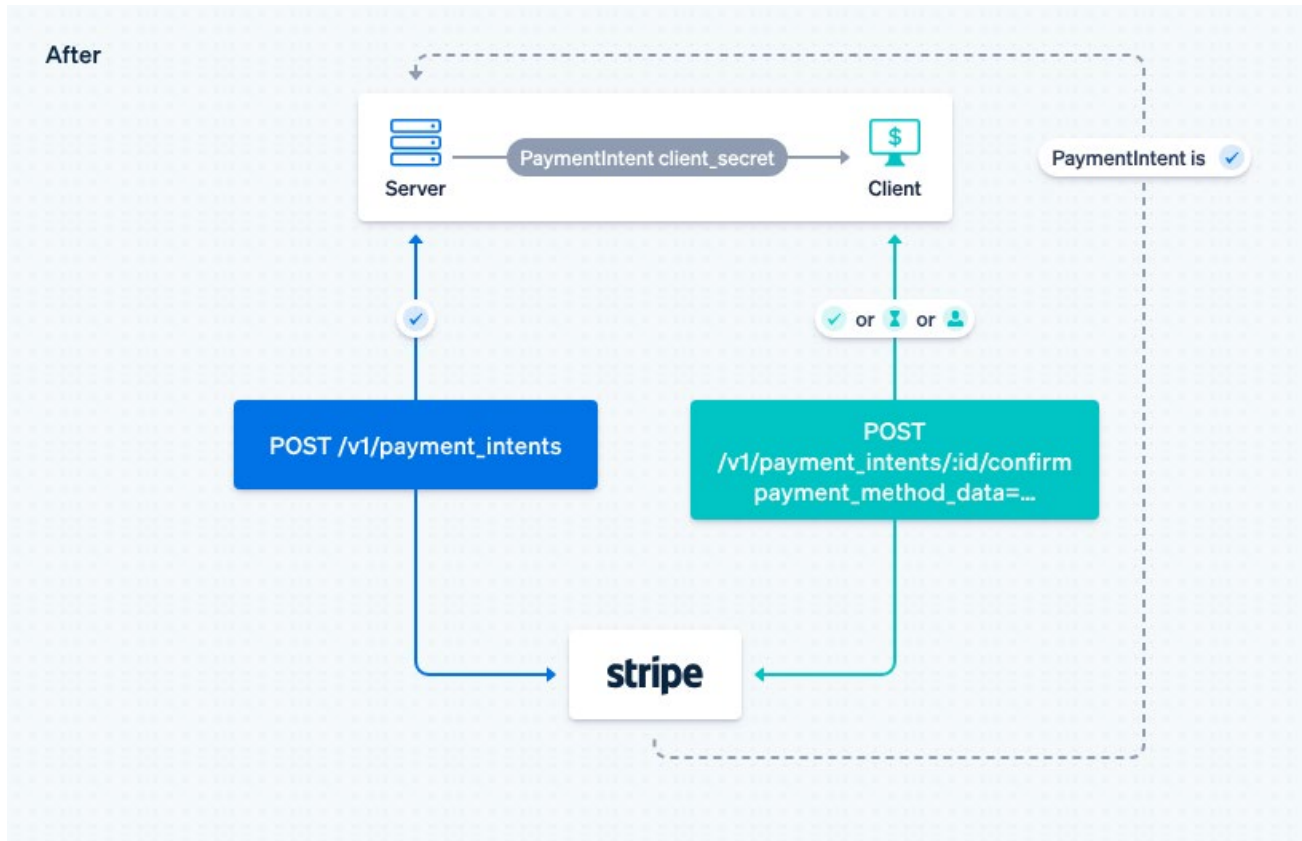 After
PaymentIntent client_secret
Server
Client
PaymentIntent is
or
or
POST /v1/payment_intents
POST
/v1/payment_intents/:id/confirm
payment_method_data=...
stripe